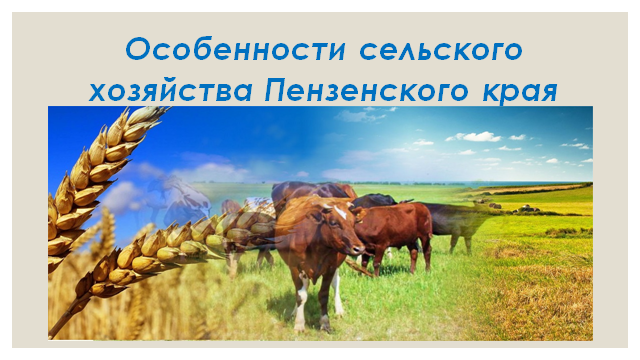 Особенности сельского
хозяйства Пензенского края